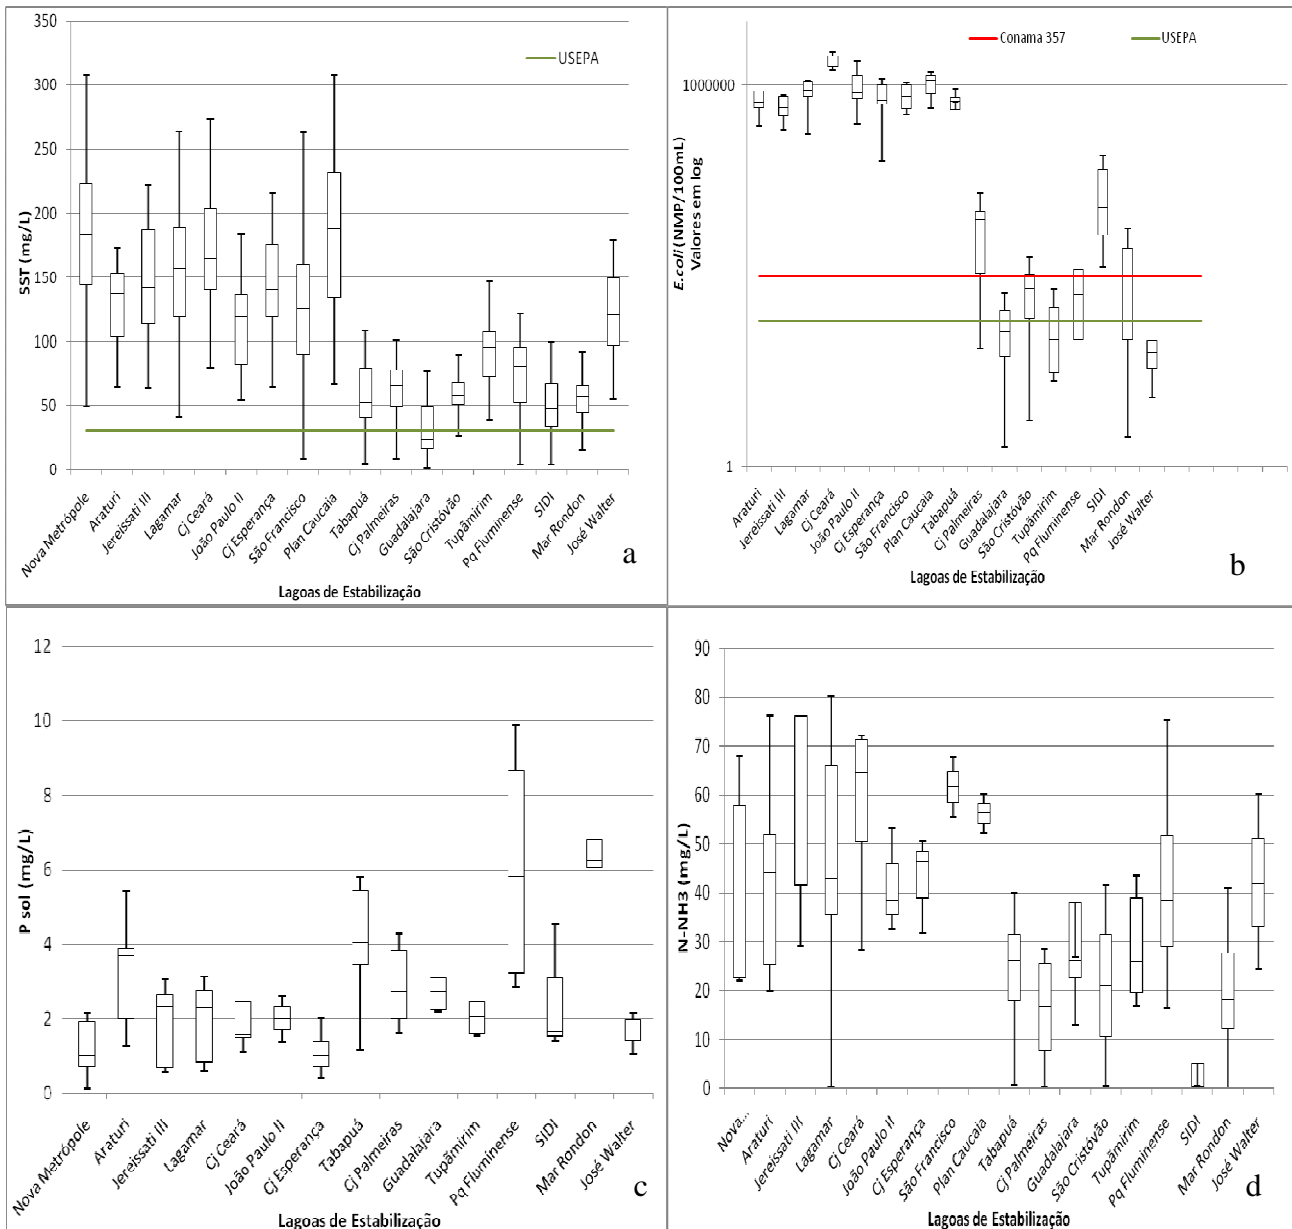 350
300
250
200
150
100
50
0
SST (mg/L)
USEPA
Nova Metrópole
Araturi
Jereissati III
Lagamar
Cj Ceará
João Paulo II
Cj Esperança
São Francisco
Plan Caucaia
Tabapuá
Cj Palmeiras
Guadalajara
São Cristóvão
Tupãmirim
Pq Fluminense
SIDI
Mar Rondon
José Walter
Lagoas de Estabilização
a
Conama 357
USEPA
1000000
1
E.coli (NMP/100mL)
Valores em log
Araturi
Jereissati III
Lagamar
Cj Ceará
João Paulo II
Cj Esperança
São Francisco
Plan Caucaia
Tabapuá
Cj Palmeiras
Guadalajara
São Cristóvão
Tupãmirim
Pq Fluminense
SIDI
Mar Rondon
José Walter
Lagoas de Estabilização
b
12
10
8
6
4
2
0
P sol (mg/L)
Nova Metrópole
Araturi
Jereissati III
Lagamar
Cj Ceará
João Paulo II
Cj Esperança
Tabapuá
Cj Palmeiras
Guadalajara
Tupãmirim
Pq Fluminense
SIDI
Mar Rondon
José Walter
Lagoas de Estabilização
c
90
80
70
60
50
40
30
20
10
0
N-NH3 (mg/L)
Nova...
Araturi
Jereissati III
Lagamar
Cj Ceará
João Paulo II
Cj Esperança
São Francisco
Plan Caucaia
Tabapuá
Cj Palmeiras
Guadalajara
São Cristóvão
Tupãmirim
Pq Fluminense
SIDI
Mar Rondon
José Walter
Lagoas de Estabilização
d